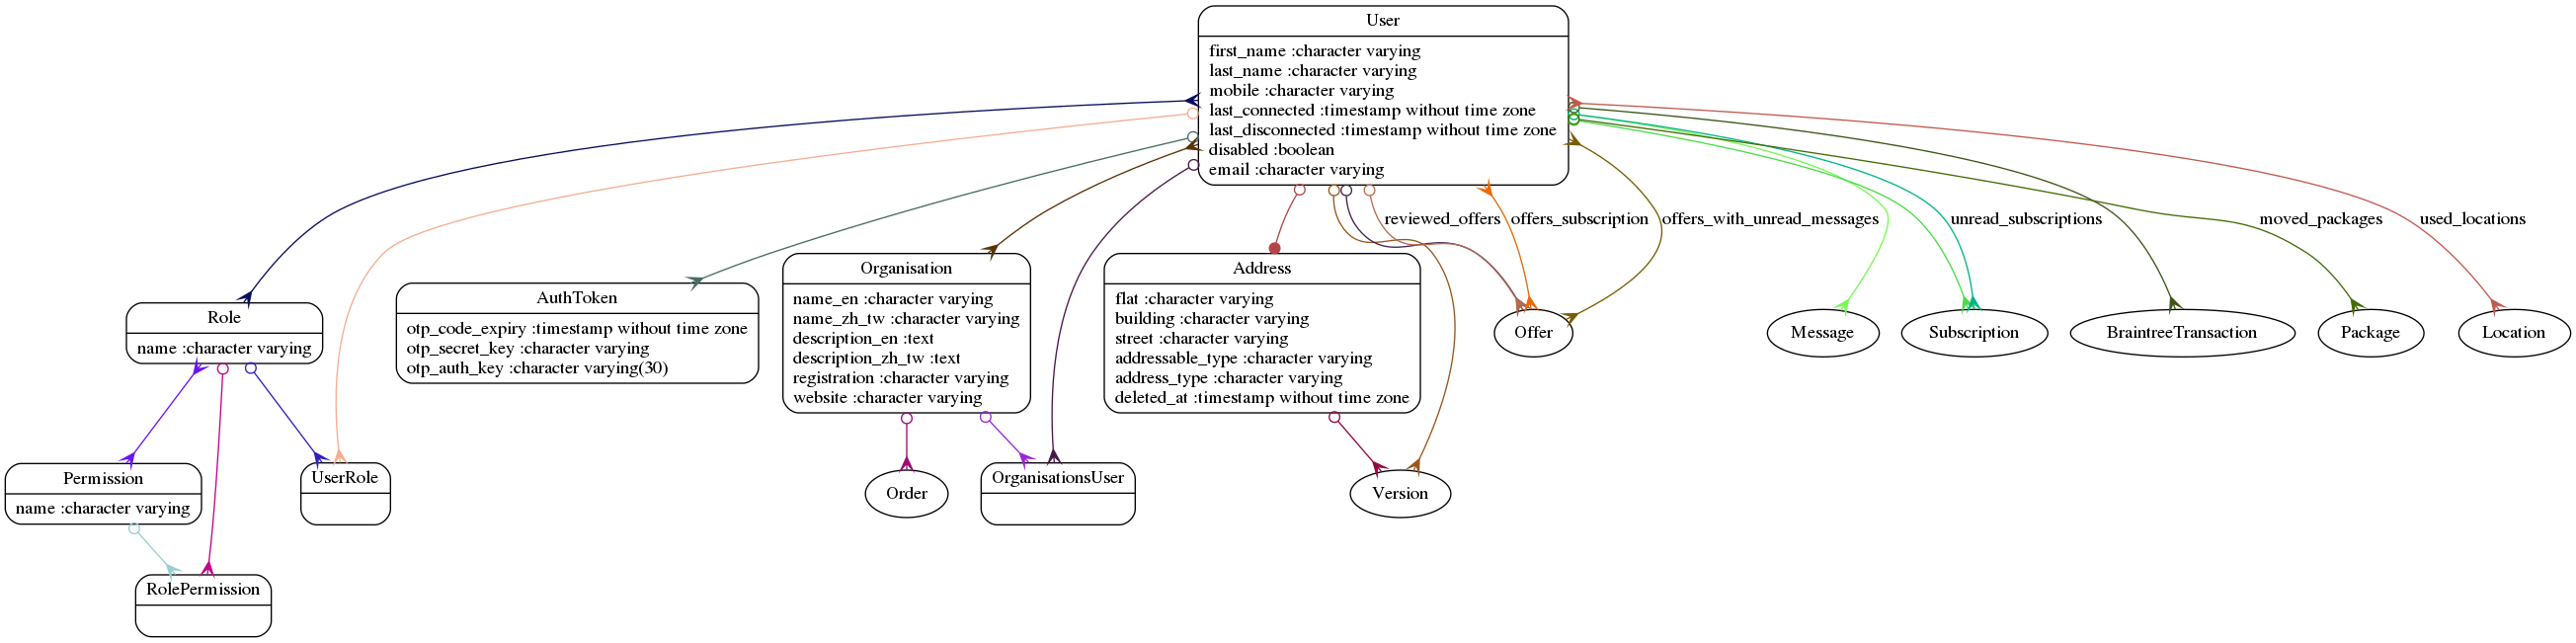 User
first_name :character varying
last_name :character varying
mobile :character varying
last_connected :timestamp without time zone
last_disconnected :timestamp without time zone
disabled :boolean
email :character varying
reviewed_offers
offers_subscription
offers_with_unread_messages
unread_subscriptions
moved_packages
used_locations
Role
name :character varying
AuthToken
otp_code_expiry :timestamp without time zone
otp_secret_key :character varying
otp_auth_key :character varying(30)
Organisation
name_en :character varying
name_zh_tw :character varying
description_en :text
description_zh_tw :text
registration :character varying
website :character varying
Address
flat :character varying
building :character varying
street :character varying
addressable_type :character varying
address_type :character varying
deleted_at :timestamp without time zone
Offer
Message
Subscription
BraintreeTransaction
Package
Location
Permission
name :character varying
UserRole
Order
OrganisationsUser
Version
RolePermission